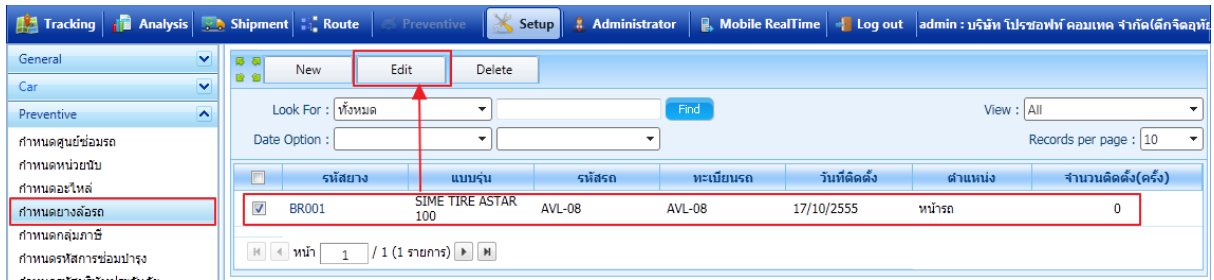 Tracking Analysis Shipment Route Preventive Setup Administrator Mobile RealTime Log out admin : บริษัท โปรซอฟท์ คอมเทค จำกัด(ตึกจิตอุทัย
General
Car
Preventive
กำหนดศูนย์ซ่อมรถ
กำหนดหน่วยนับ
กำหนดอะไหล่
กำหนดยางล้อรถ
กำหนดกลุ่มภาษี
กำหนดรหัสการซ่อมบำรุง
New Edit Delete
Look For : ทั้งหมด Find View : All
Date Option : Records per page : 10
รหัสยาง แบบรุ่น รหัสรถ ทะเบียนรถ วันที่ติดตั้ง ตำแหน่ง จำนวนติดตั้ง(ครั้ง)
BR001 SIME TIRE ASTAR 100 AVL-08 AVL-08 17/10/2555 หน้ารถ 0
หน้า 1 / 1 (1 รายการ)